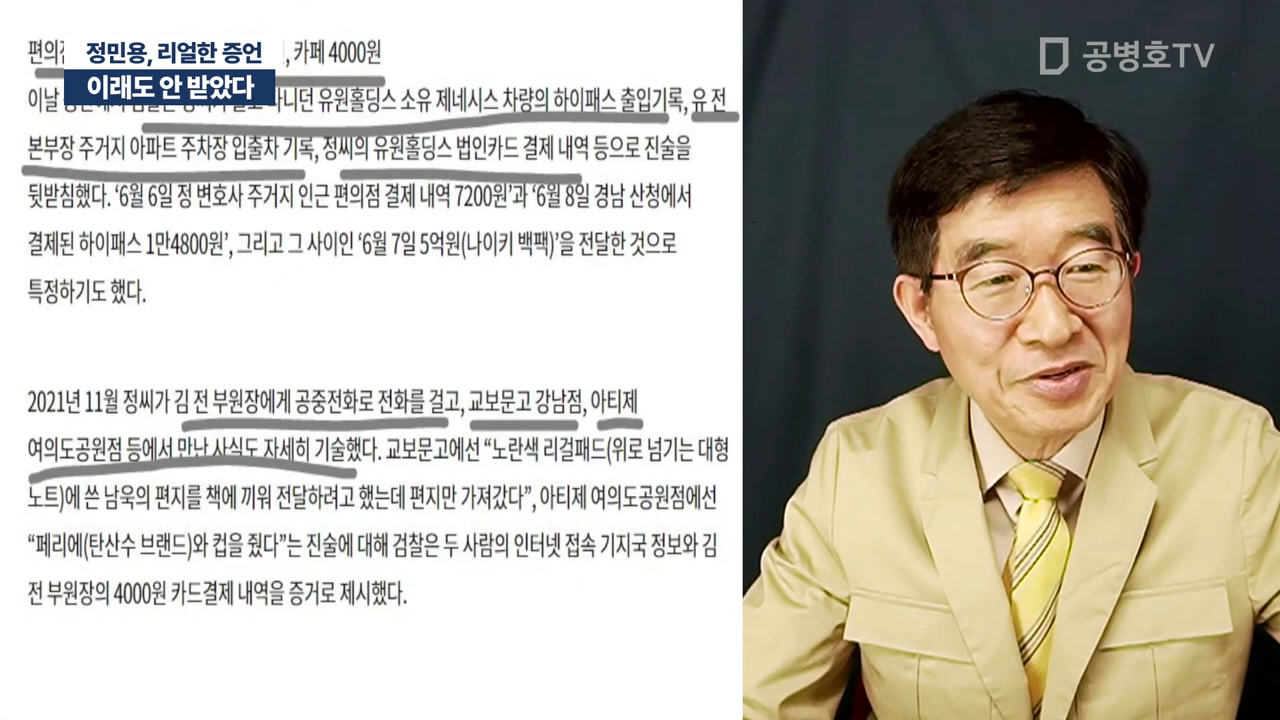 정민용, 리얼한 증언
이래도 안 받았다
공병호TV
편의점 , 카페 4000원
이날 니던 유원홀딩스 소유 제네시스 차량의 하이패스 출입기록, 유 전
본부장 주거지 아파트 주차장 입출차 기록, 정씨의 유원홀딩스 법인카드 결제 내역 등으로 진술을
뒷받침했다. ‘6월 6일 정 변호사 주거지 인근 편의점 결제 내역 7200원’과 ‘6월 8일 경남 산청에서
결제된 하이패스 1만4800원’, 그리고 그 사이인 ‘6월 7일 5억원(나이키 백팩)’을 전달한 것으로
특정하기도 했다.
2021년 11월 정씨가 김 전 부원장에게 공중전화로 전화를 걸고, 교보문고 강남점, 아티제
여의도공원점 등에서 만난 사실도 자세히 기술했다. 교보문고에선 “노란색 리걸패드(위로 넘기는 대형
노트)에 쓴 남욱의 편지를 책에 끼워 전달하려고 했는데 편지만 가져갔다”, 아티제 여의도공원점에선
“페리에(탄산수 브랜드)와 컵을 줬다”는 진술에 대해 검찰은 두 사람의 인터넷 접속 기지국 정보와 김
전 부원장의 4000원 카드결제 내역을 증거로 제시했다.